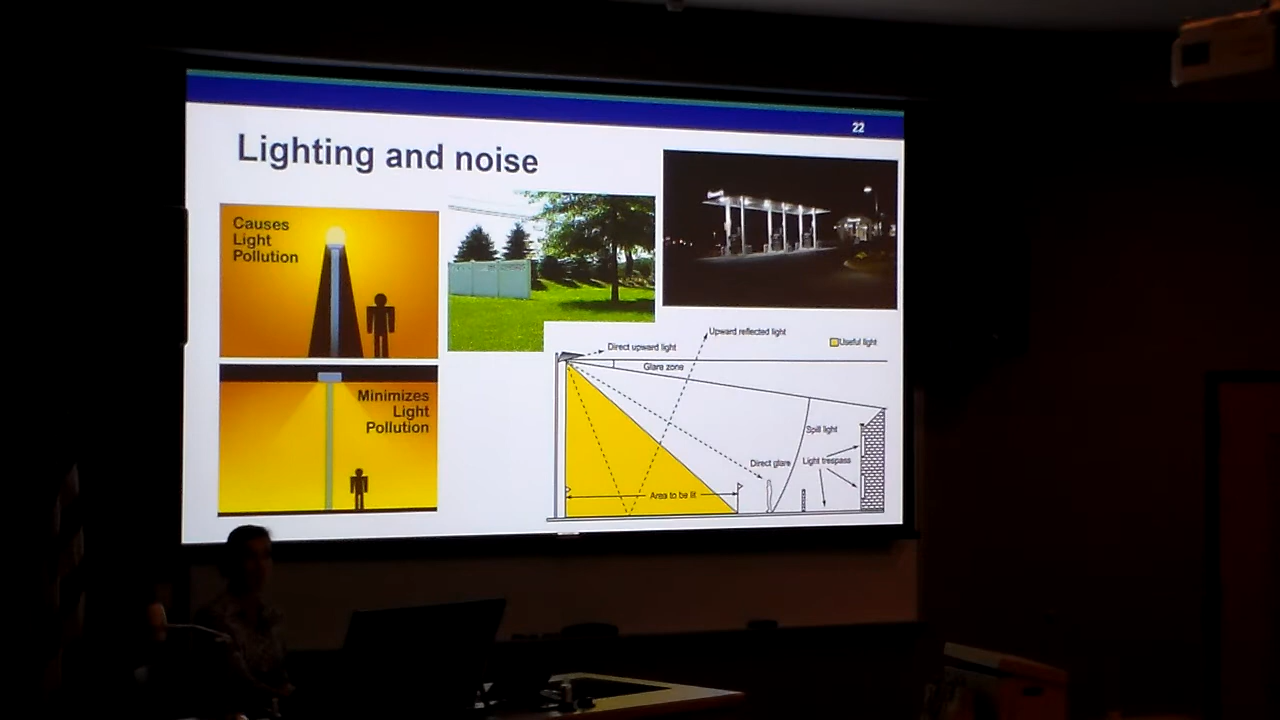 22
Lighting and noise
Causes
Light
Pollution
Minimizes
Light
Pollution
Upward reflected light
Direct upward light
Useful light
Glare zone
Spill light
Direct glare
Light trespass
Area to be lit